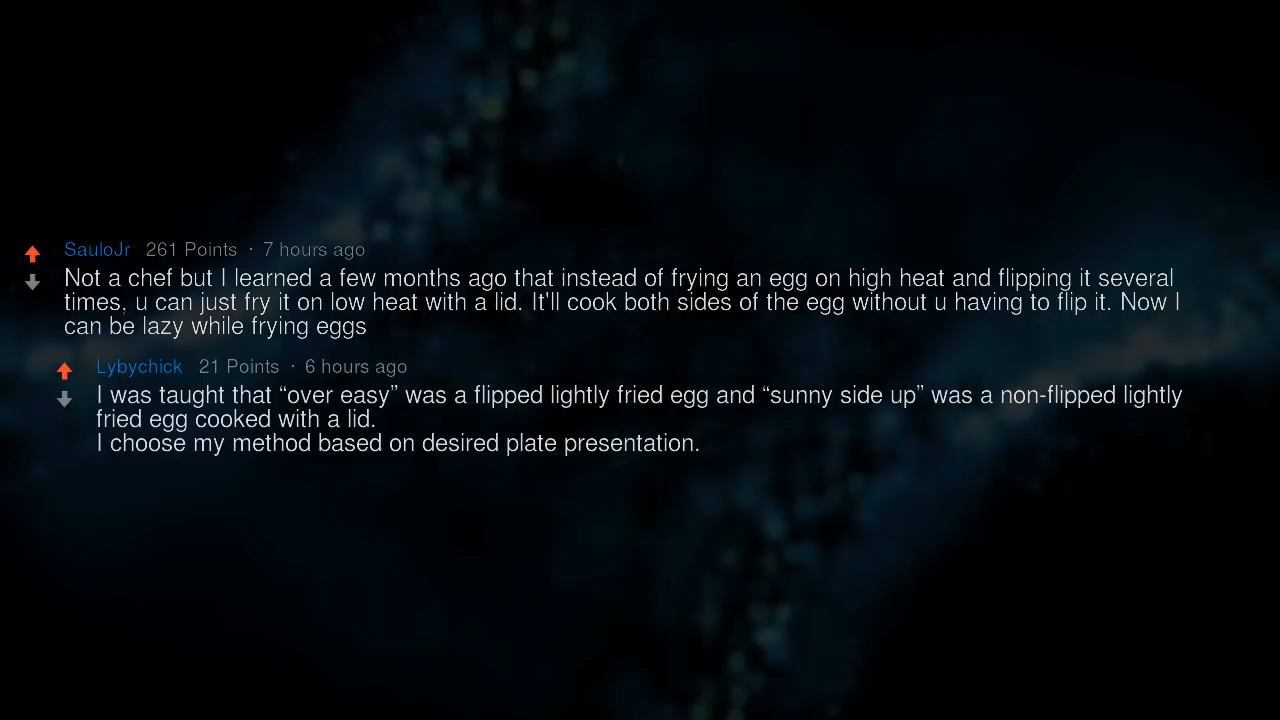 SauloJr 261 Points · 7 hours ago
Not a chef but I learned a few months ago that instead of frying an egg on high heat and flipping it several
times, u can just fry it on low heat with a lid. It'll cook both sides of the egg without u having to flip it. Now I
can be lazy while frying eggs
Lybychick 21 Points · 6 hours ago
I was taught that “over easy” was a flipped lightly fried egg and “sunny side up” was a non-flipped lightly
fried egg cooked with a lid.
I choose my method based on desired plate presentation.